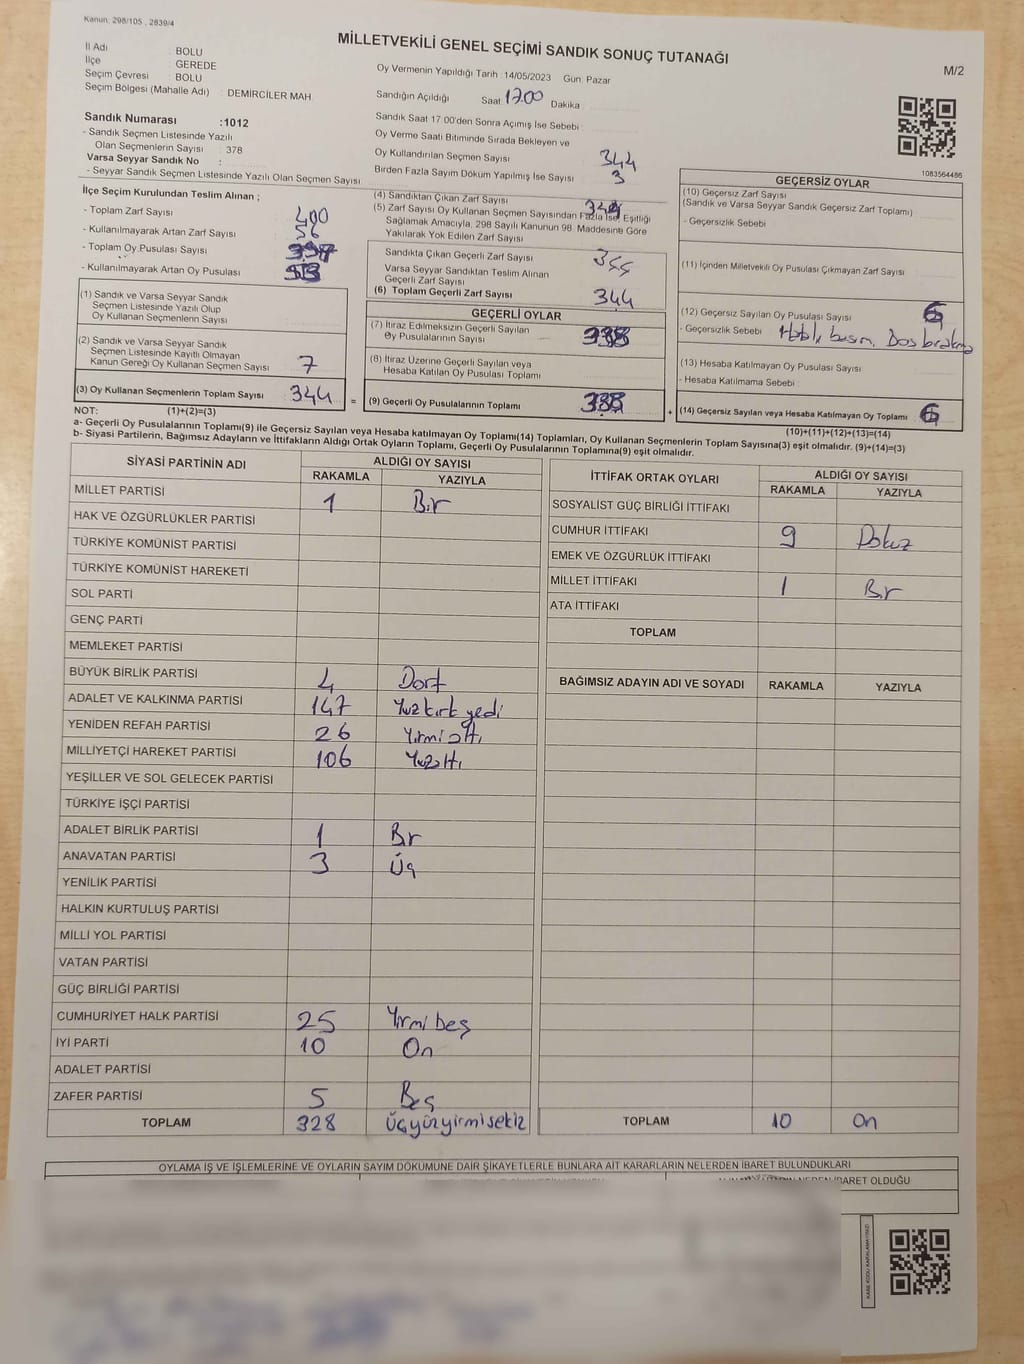 Kanun: 298/105 , 2839/4
MİLLETVEKİLİ GENEL SEÇİMİ SANDIK SONUÇ TUTANAĞI
M/2
İl Adı : BOLU
İlçe : GEREDE
Seçim Çevresi : BOLU
Seçim Bölgesi (Mahalle Adı) : DEMİRCİLER MAH
Sandık Numarası :1012
- Sandık Seçmen Listesinde Yazılı
Olan Seçmenlerin Sayısı : 378
Varsa Seyyar Sandık No :
- Seyyar Sandık Seçmen Listesinde Yazılı Olan Seçmen Sayısı
Oy Vermenin Yapıldığı Tarih :14/05/2023 Gün: Pazar
Sandığın Açıldığı Saat 17.00 Dakika
Sandık Saat 17:00'den Sonra Açımış İse Sebebi
Oy Verme Saati Bitiminde Sırada Bekleyen ve
Oy Kullandırılan Seçmen Sayısı 344
Birden Fazla Sayım Döküm Yapılmış İse Sayısı 3
1083564486
İlçe Seçim Kurulundan Teslim Alınan ;
- Toplam Zarf Sayısı 400
- Kullanılmayarak Artan Zarf Sayısı 56
- Toplam Oy Pusulası Sayısı
- Kullanılmayarak Artan Oy Pusulası
(1) Sandık ve Varsa Seyyar Sandık
Seçmen Listesinde Yazılı Olup
Oy Kullanan Seçmenlerin Sayısı
(2) Sandık ve Varsa Seyyar Sandık
Seçmen Listesinde Kayıtlı Olmayan
Kanun Gereği Oy Kullanan Seçmen Sayısı 7
(3) Oy Kullanan Seçmenlerin Toplam Sayısı 344 =
(4) Sandıktan Çıkan Zarf Sayısı 344
(5) Zarf Sayısı Oy Kullanan Seçmen Sayısından Fazla İse, Eşitliği
Sağlamak Amacıyla, 298 Sayılı Kanunun 98. Maddesine Göre
Yakılarak Yok Edilen Zarf Sayısı
Sandıkta Çıkan Geçerli Zarf Sayısı 344
Varsa Seyyar Sandıktan Teslim Alınan
Geçerli Zarf Sayısı
(6) Toplam Geçerli Zarf Sayısı 344
GEÇERLİ OYLAR
(7) İtiraz Edilmeksizin Geçerli Sayılan
Oy Pusulalarının Sayısı 338
(8) İtiraz Üzerine Geçerli Sayılan veya
Hesaba Katılan Oy Pusulası Toplamı
(9) Geçerli Oy Pusulalarının Toplamı 338 +
GEÇERSİZ OYLAR
(10) Geçersiz Zarf Sayısı
(Sandık ve Varsa Seyyar Sandık Geçersiz Zarf Toplamı)
- Geçersizlik Sebebi
(11) İçinden Milletvekili Oy Pusulası Çıkmayan Zarf Sayısı
(12) Geçersiz Sayılan Oy Pusulası Sayısı 6
- Geçersizlik Sebebi Hatalı basım, Boş bırakma
(13) Hesaba Katılmayan Oy Pusulası Sayısı
- Hesaba Katılmama Sebebi
(14) Geçersiz Sayılan veya Hesaba Katılmayan Oy Toplamı 6
NOT: (1)+(2)=(3)
(10)+(11)+(12)+(13)=(14)
a- Geçerli Oy Pusulalarının Toplamı(9) ile Geçersiz Sayılan veya Hesaba katılmayan Oy Toplamı(14) Toplamları, Oy Kullanan Seçmenlerin Toplam Sayısına(3) eşit olmalıdır. (9)+(14)=(3)
b- Siyasi Partilerin, Bağımsız Adayların ve İttifakların Aldığı Ortak Oyların Toplamı, Geçerli Oy Pusulalarının Toplamına(9) eşit olmalıdır.
SİYASİ PARTİNİN ADI ALDIĞI OY SAYISI
RAKAMLA YAZIYLA
MİLLET PARTİSİ 1 Bir
HAK VE ÖZGÜRLÜKLER PARTİSİ
TÜRKİYE KOMÜNİST PARTİSİ
TÜRKİYE KOMÜNİST HAREKETİ
SOL PARTİ
GENÇ PARTİ
MEMLEKET PARTİSİ
BÜYÜK BİRLİK PARTİSİ 4 Dört
ADALET VE KALKINMA PARTİSİ 147 Yuzkırk yedi
YENİDEN REFAH PARTİSİ 26 Yirmi altı
MİLLİYETÇİ HAREKET PARTİSİ 106 Yuzaltı
YEŞİLLER VE SOL GELECEK PARTİSİ
TÜRKİYE İŞÇİ PARTİSİ
ADALET BİRLİK PARTİSİ 1 Bir
ANAVATAN PARTİSİ 3 Üç
YENİLİK PARTİSİ
HALKIN KURTULUŞ PARTİSİ
MİLLİ YOL PARTİSİ
VATAN PARTİSİ
GÜÇ BİRLİĞİ PARTİSİ
CUMHURİYET HALK PARTİSİ 25 Yirmi beş
İYİ PARTİ 10 On
ADALET PARTİSİ
ZAFER PARTİSİ 5 Beş
TOPLAM 328 Üçyüzyirmisekiz
İTTİFAK ORTAK OYLARI ALDIĞI OY SAYISI
RAKAMLA YAZIYLA
SOSYALİST GÜÇ BİRLİĞİ İTTİFAKI
CUMHUR İTTİFAKI 9 Dokuz
EMEK VE ÖZGÜRLÜK İTTİFAKI
MİLLET İTTİFAKI 1 Bir
ATA İTTİFAKI
TOPLAM
BAĞIMSIZ ADAYIN ADI VE SOYADI RAKAMLA YAZIYLA
TOPLAM 10 On
OYLAMA İŞ VE İŞLEMLERİNE VE OYLARIN SAYIM DÖKÜMÜNE DAİR ŞİKAYETLERLE BUNLARA AİT KARARLARIN NELERDEN İBARET BULUNDUKLARI
İBARET OLDUĞU